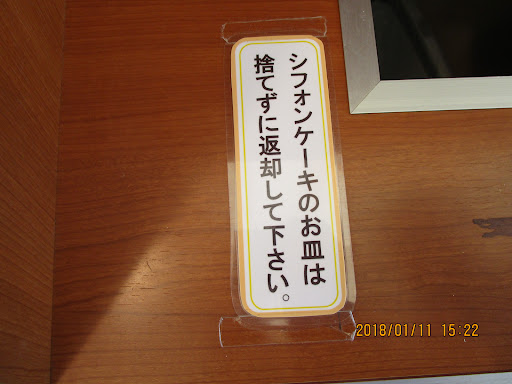 シフォンケーキのお皿は
捨てずに返却して下さい。
2018/01/11 15:22